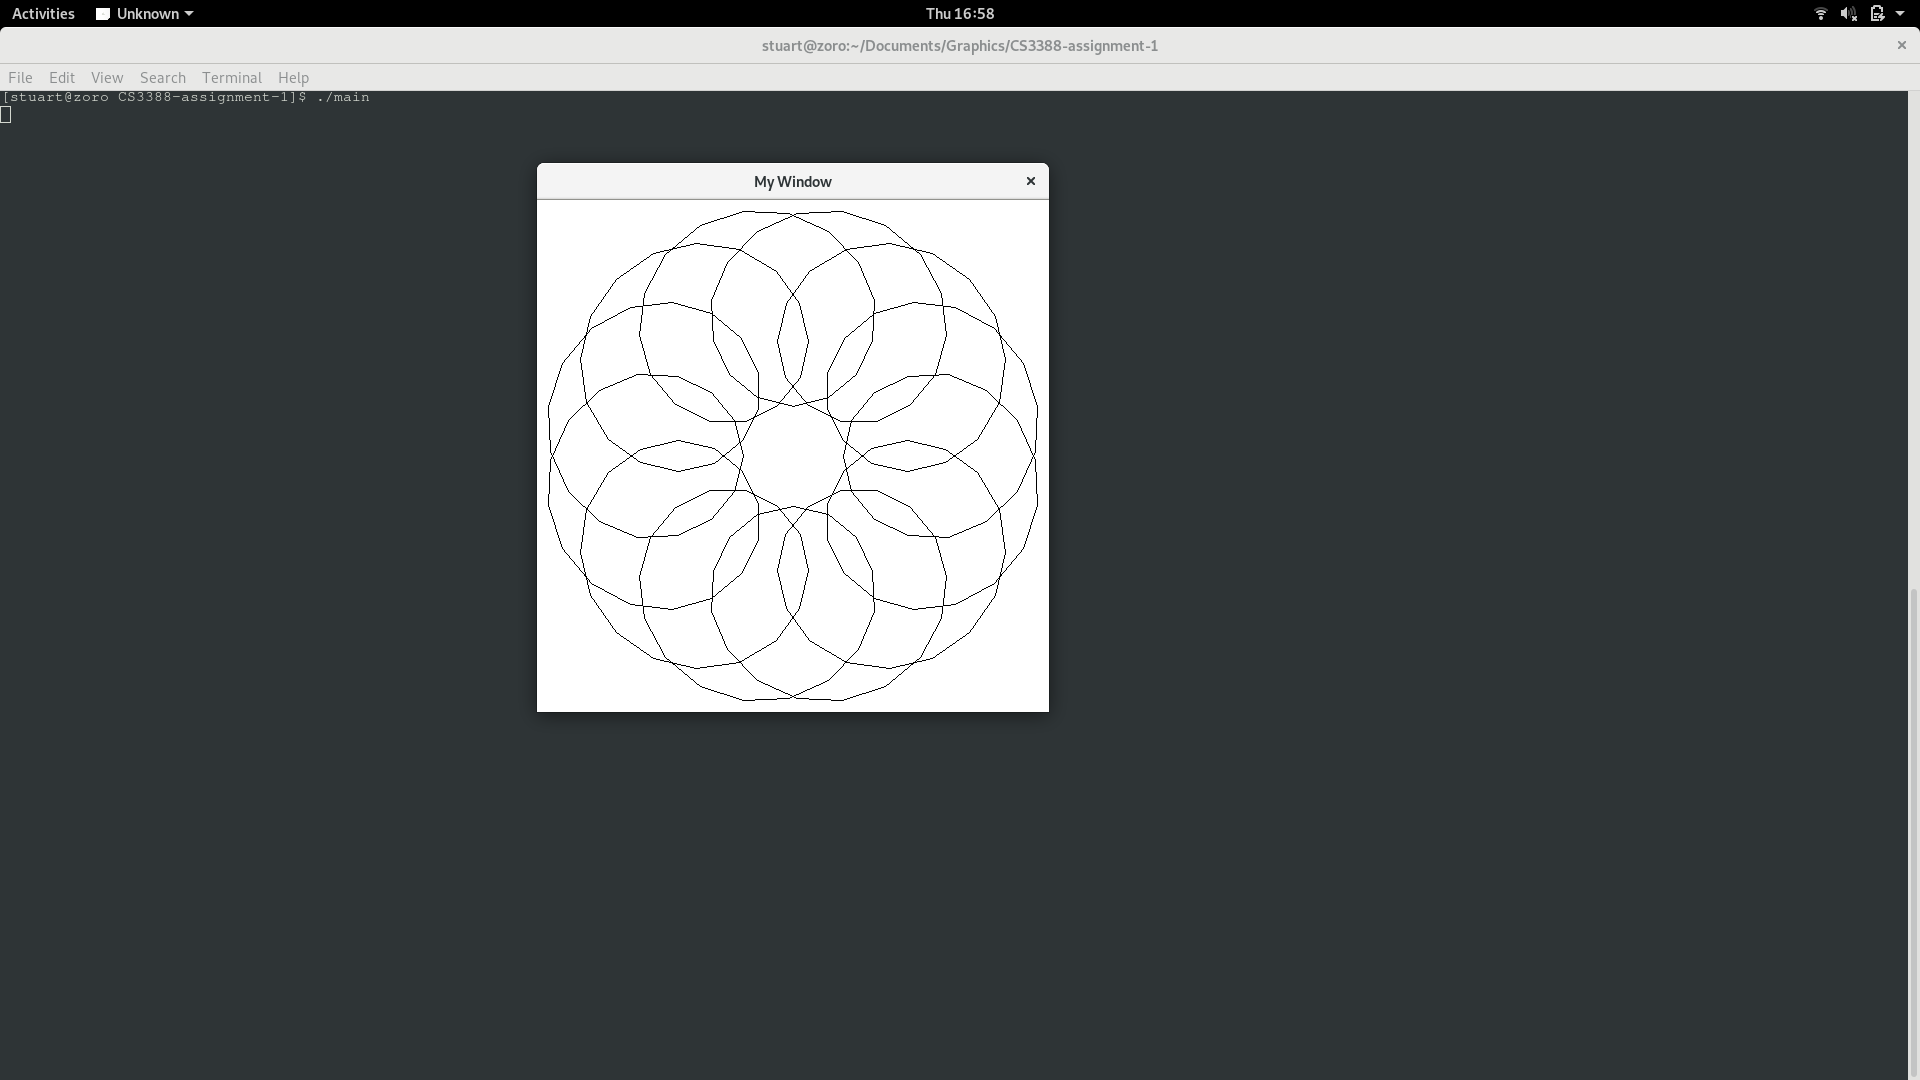 Activities Unknown Thu 16:58
stuart@zoro:~/Documents/Graphics/CS3388-assignment-1
File Edit View Search Terminal Help
[stuart@zoro CS3388-assignment-1]$ ./main
My Window